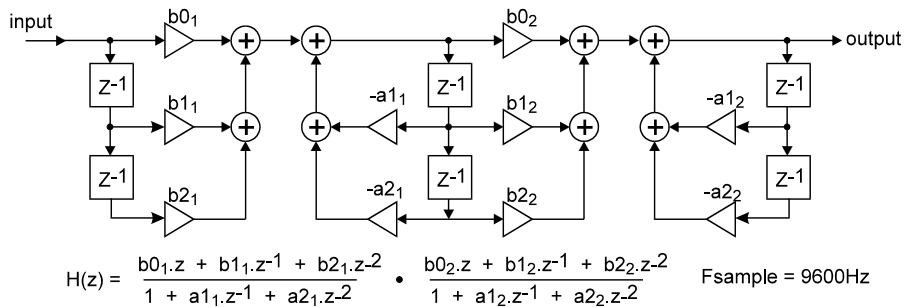 input
b0₁
b0₂
output
z⁻¹
z⁻¹
z⁻¹
b1₁
-a1₁
b1₂
-a1₂
z⁻¹
z⁻¹
z⁻¹
b2₁
-a2₁
b2₂
-a2₂
H(z) =
b0₁.z + b1₁.z⁻¹ + b2₁.z⁻²
1 + a1₁.z⁻¹ + a2₁.z⁻²
•
b0₂.z + b1₂.z⁻¹ + b2₂.z⁻²
1 + a1₂.z⁻¹ + a2₂.z⁻²
Fsample = 9600Hz